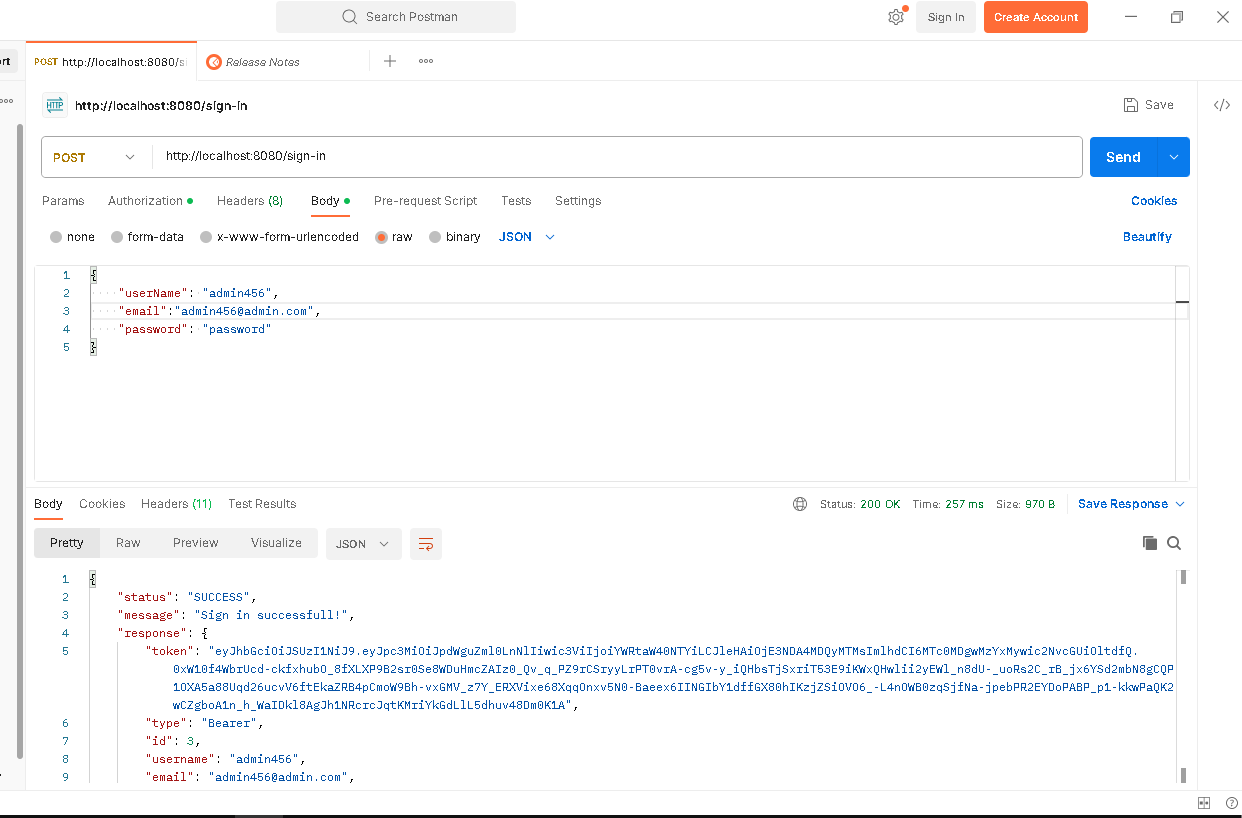 Search Postman
Sign In
Create Account
rt
POST http://localhost:8080/si
Release Notes
HTTP
http://localhost:8080/sign-in
Save
</>
POST
http://localhost:8080/sign-in
Send
Params
Authorization
Headers (8)
Body
Pre-request Script
Tests
Settings
Cookies
none
form-data
x-www-form-urlencoded
raw
binary
JSON
Beautify
1 {
2 "userName": "admin456",
3 "email":"admin456@admin.com",
4 "password": "password"
5 }
Body
Cookies
Headers (11)
Test Results
Status: 200 OK
Time: 257 ms
Size: 970 B
Save Response
Pretty
Raw
Preview
Visualize
JSON
1 {
2 "status": "SUCCESS",
3 "message": "Sign in successfull!",
4 "response": {
5 "token":
6 "type": "Bearer",
7 "id": 3,
8 "username": "admin456",
9 "email": "admin456@admin.com",